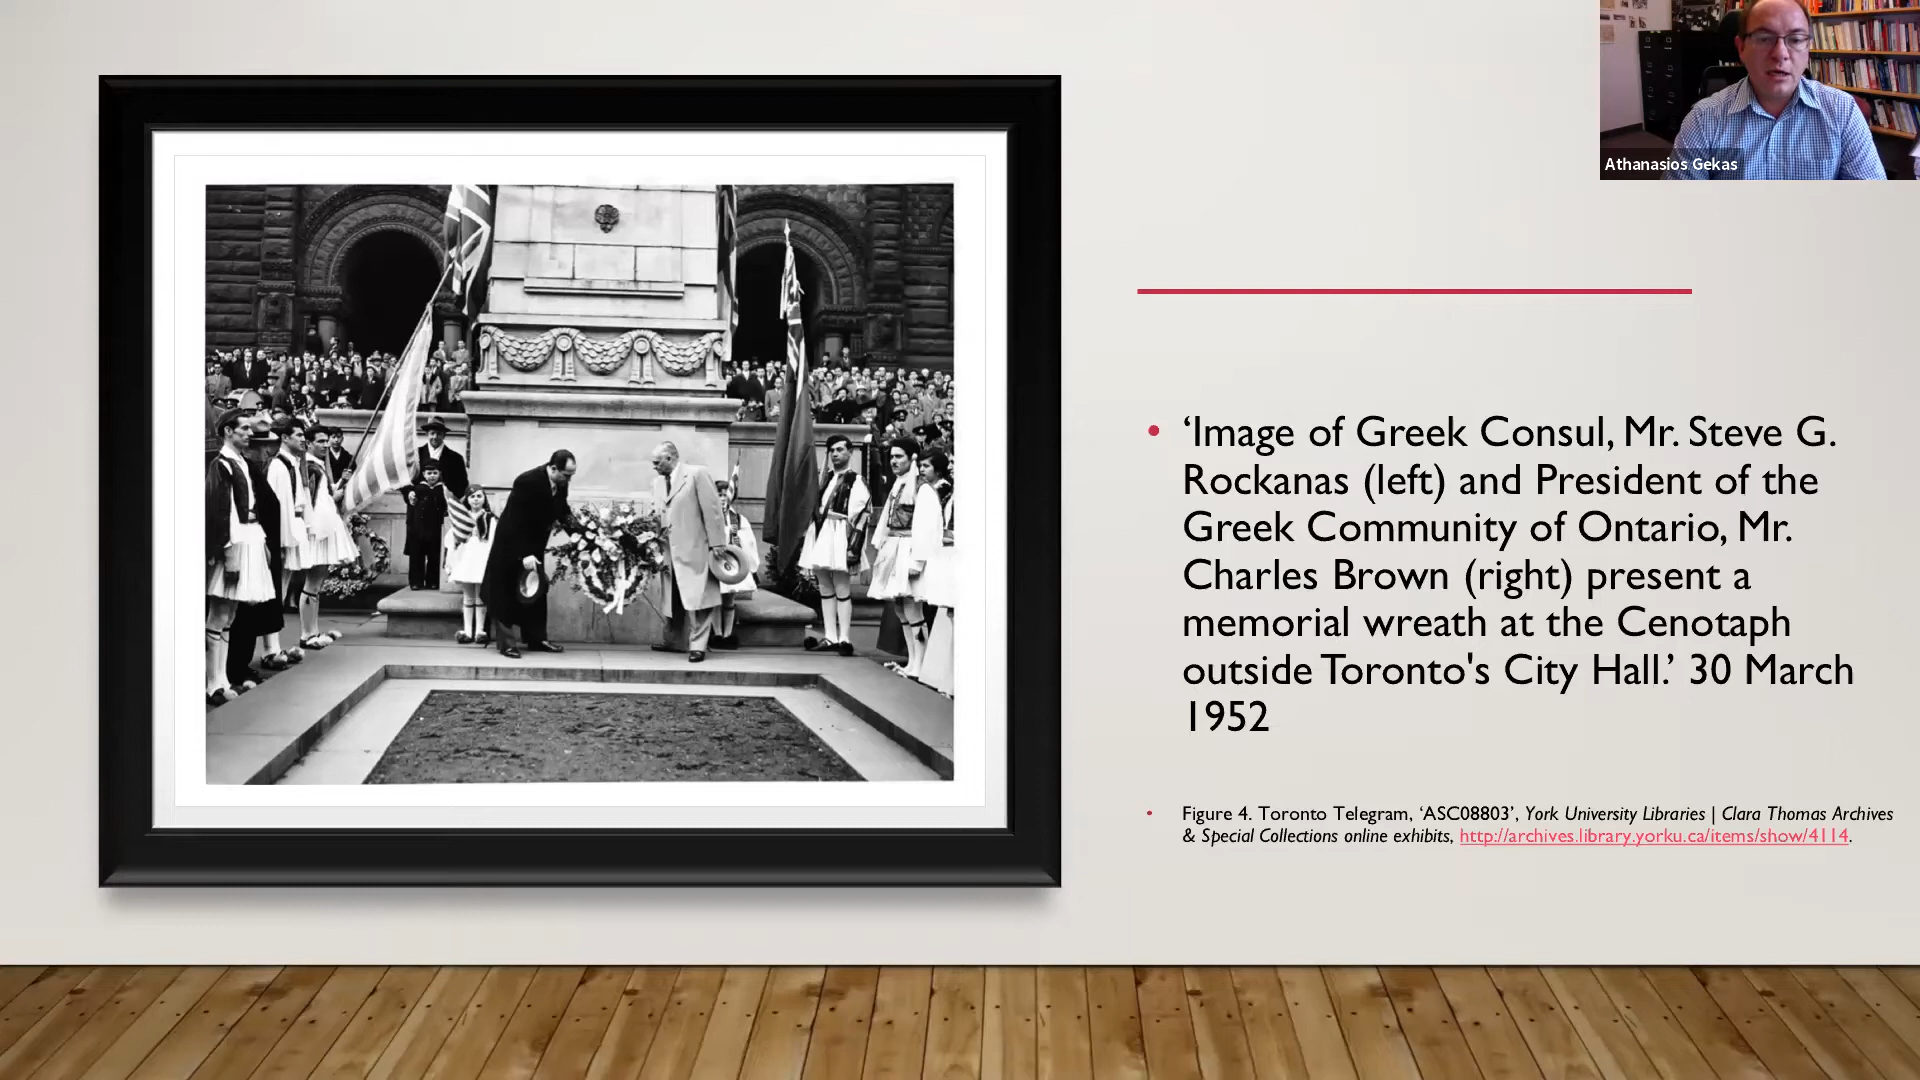 Athanasios Gekas
• ‘Image of Greek Consul, Mr. Steve G.
Rockanas (left) and President of the
Greek Community of Ontario, Mr.
Charles Brown (right) present a
memorial wreath at the Cenotaph
outside Toronto's City Hall.’ 30 March
1952
• Figure 4. Toronto Telegram, ‘ASC08803’, York University Libraries | Clara Thomas Archives
& Special Collections online exhibits, http://archives.library.yorku.ca/items/show/4114.